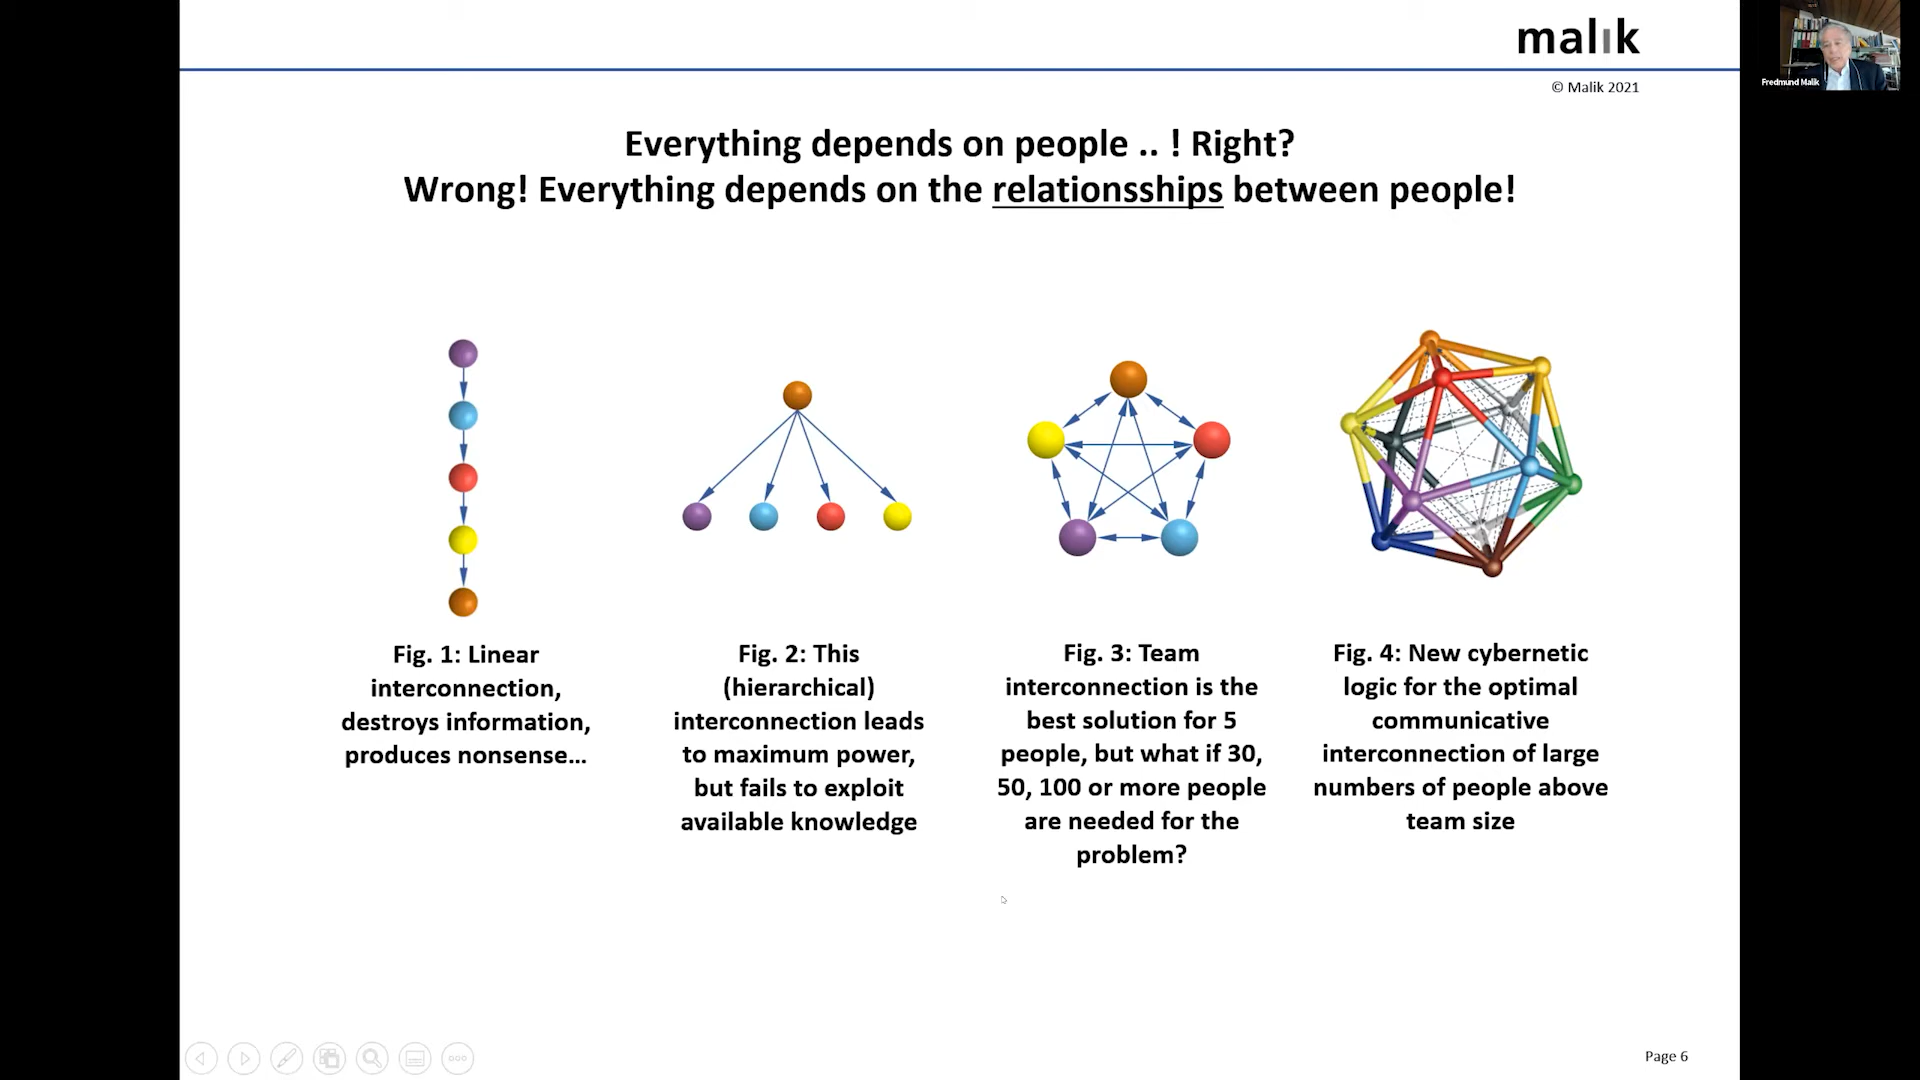 malik
© Malik 2021
Fredmund Malik
Everything depends on people .. ! Right?
Wrong! Everything depends on the relationsships between people!
Fig. 1: Linear
interconnection,
destroys information,
produces nonsense...
Fig. 2: This
(hierarchical)
interconnection leads
to maximum power,
but fails to exploit
available knowledge
Fig. 3: Team
interconnection is the
best solution for 5
people, but what if 30,
50, 100 or more people
are needed for the
problem?
Fig. 4: New cybernetic
logic for the optimal
communicative
interconnection of large
numbers of people above
team size
Page 6